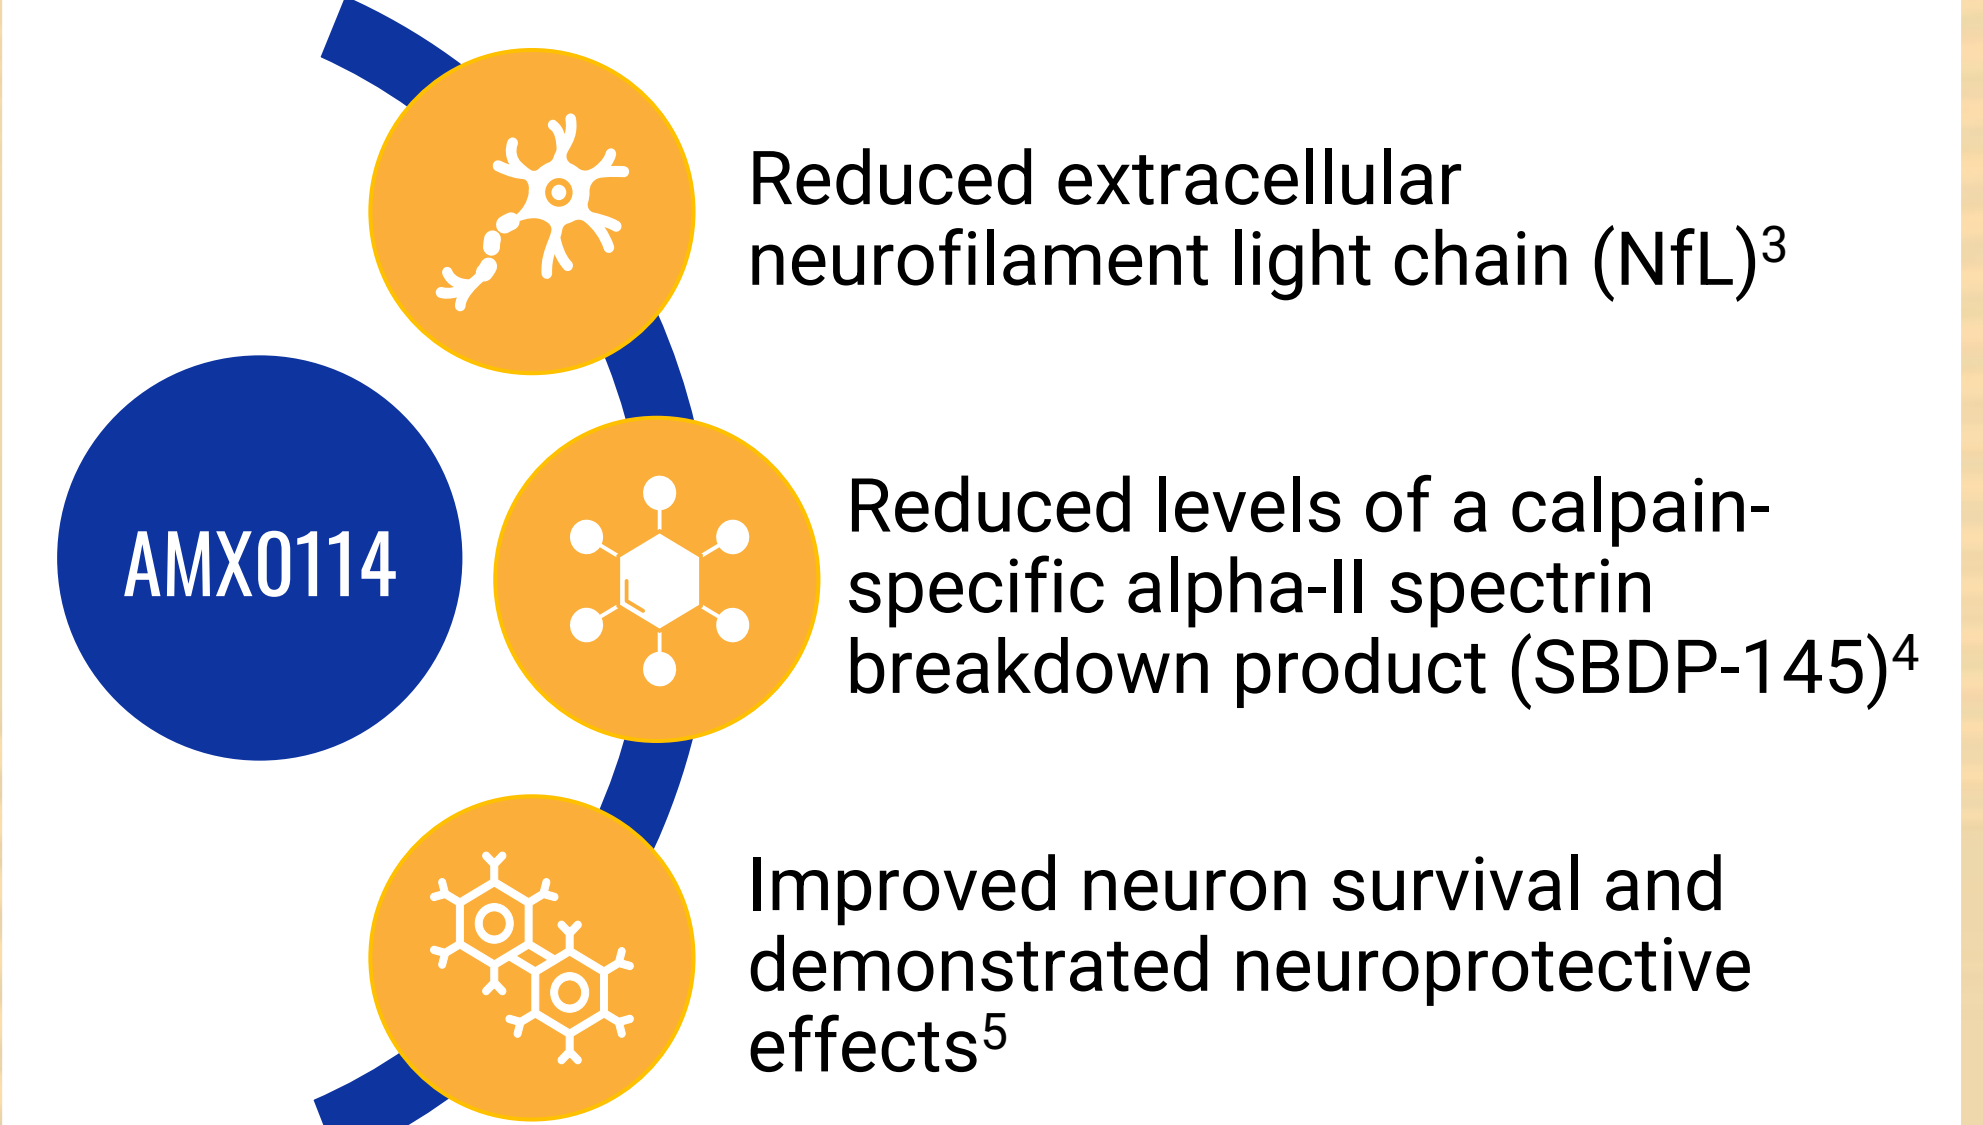 Reduced extracellular
neurofilament light chain (NfL)³
AMX0114
Reduced levels of a calpain-
specific alpha-II spectrin
breakdown product (SBDP-145)⁴
Improved neuron survival and
demonstrated neuroprotective
effects⁵